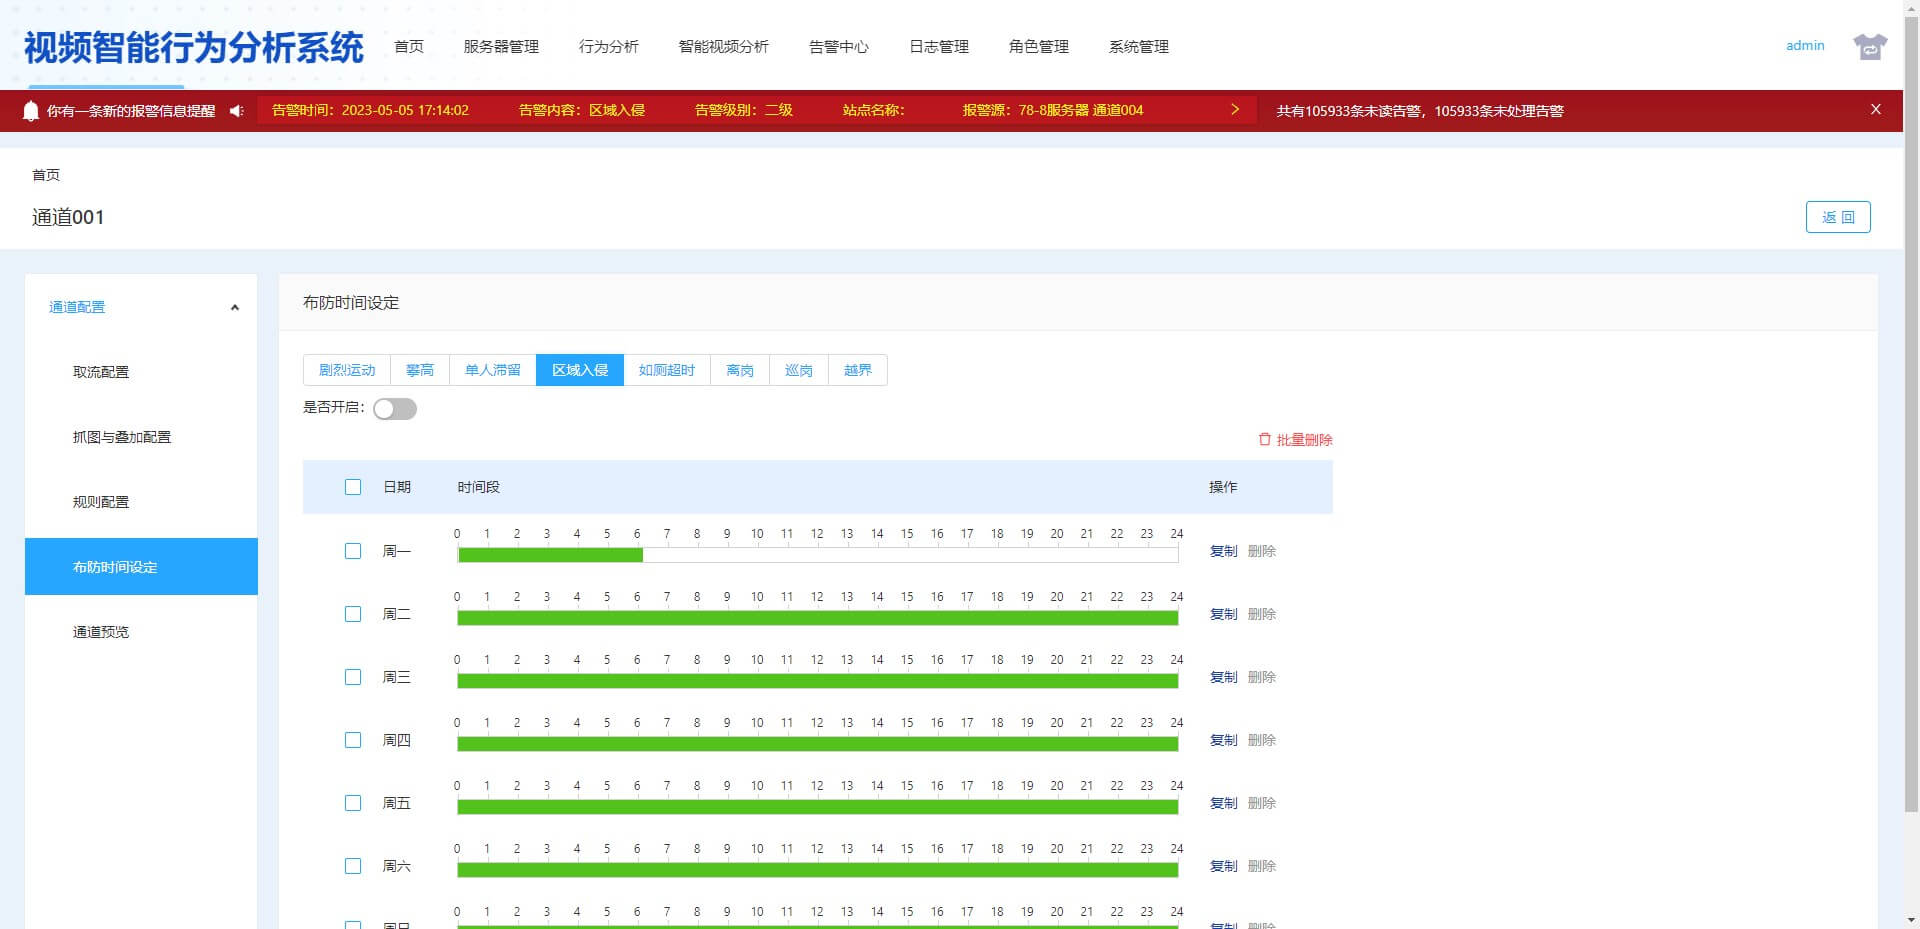 视频智能行为分析系统 首页 服务器管理 行为分析 智能视频分析 告警中心 日志管理 角色管理 系统管理 admin
你有一条新的报警信息提醒 告警时间：2023-05-05 17:14:02 告警内容：区域入侵 告警级别：二级 站点名称： 报警源：78-8服务器 通道004 共有105933条未读告警，105933条未处理告警 X
首页
通道001
返 回
通道配置
取流配置
抓图与叠加配置
规则配置
布防时间设定
通道预览
布防时间设定
剧烈运动 攀高 单人滞留 区域入侵 如厕超时 离岗 巡岗 越界
是否开启：
批量删除
日期 时间段 操作
0 1 2 3 4 5 6 7 8 9 10 11 12 13 14 15 16 17 18 19 20 21 22 23 24
周一 复制 删除
0 1 2 3 4 5 6 7 8 9 10 11 12 13 14 15 16 17 18 19 20 21 22 23 24
周二 复制 删除
0 1 2 3 4 5 6 7 8 9 10 11 12 13 14 15 16 17 18 19 20 21 22 23 24
周三 复制 删除
0 1 2 3 4 5 6 7 8 9 10 11 12 13 14 15 16 17 18 19 20 21 22 23 24
周四 复制 删除
0 1 2 3 4 5 6 7 8 9 10 11 12 13 14 15 16 17 18 19 20 21 22 23 24
周五 复制 删除
0 1 2 3 4 5 6 7 8 9 10 11 12 13 14 15 16 17 18 19 20 21 22 23 24
周六 复制 删除
0 1 2 3 4 5 6 7 8 9 10 11 12 13 14 15 16 17 18 19 20 21 22 23 24
周日 复制 删除